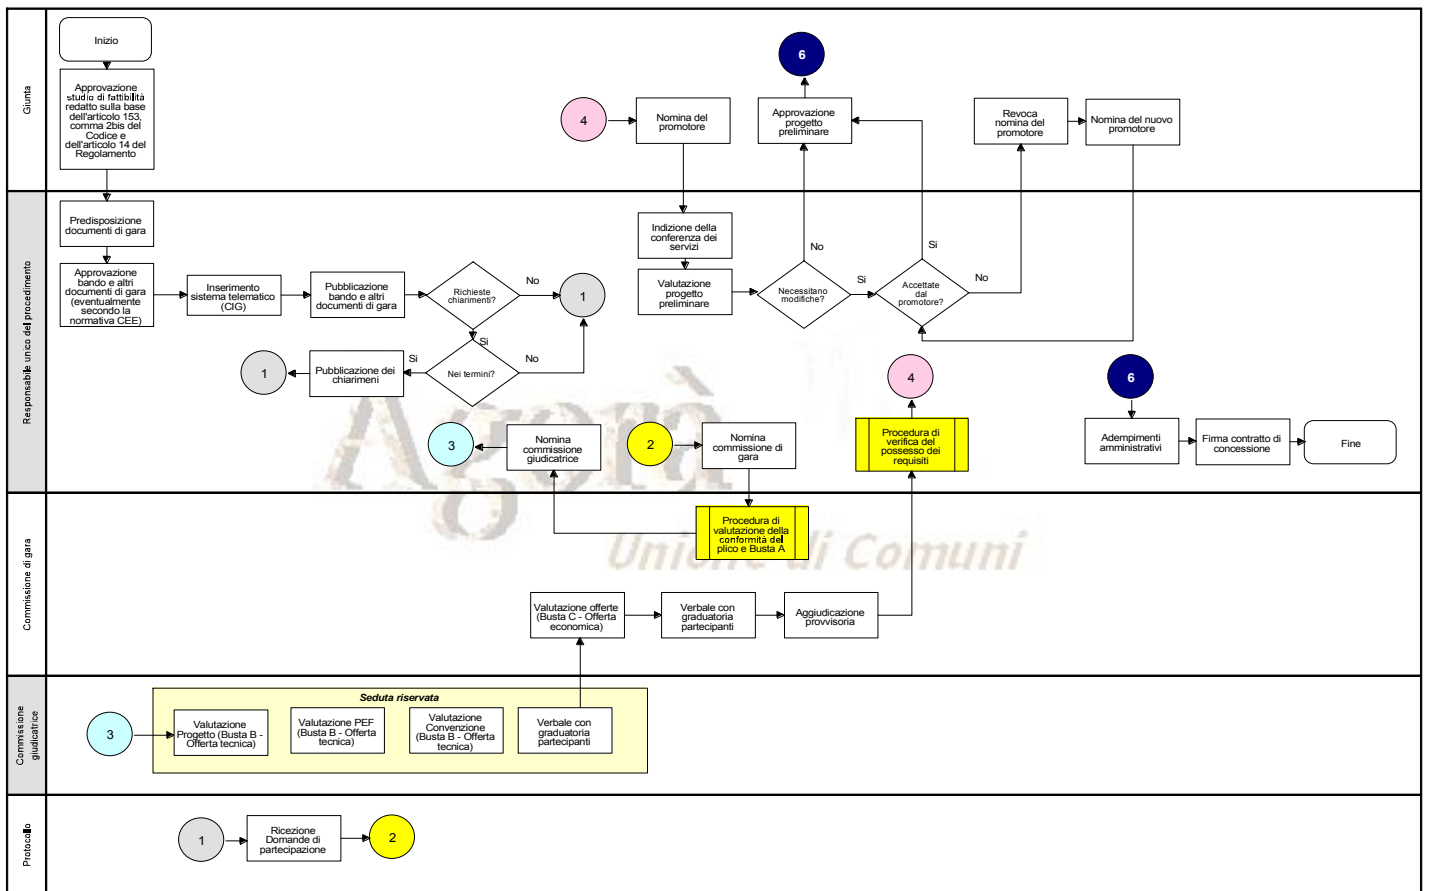 Giunta
Inizio
Approvazione
studio di fattibilità
redatto sulla base
dell'articolo 153,
comma 2bis del
Codice e
dell'articolo 14 del
Regolamento
4
Nomina del
promotore
6
Approvazione
progetto
preliminare
Revoca
nomina del
promotore
Nomina del nuovo
promotore
Responsabile unico del procedimento
Predisposizione
documenti di gara
Approvazione
bando e altri
documenti di gara
(eventualmente
secondo la
normativa CEE)
Inserimento
sistema telematico
(CIG)
Pubblicazione
bando e altri
documenti di gara
Richieste
chiarimenti?
No
1
Si
Nei termini?
No
Si
Pubblicazione dei
chiarimeni
1
Indizione della
conferenza dei
servizi
Valutazione
progetto
preliminare
Necessitano
modifiche?
No
Si
Accettate
dal
promotore?
Si
No
3
Nomina
commissione
giudicatrice
2
Nomina
commissione di
gara
4
Procedura di
verifica del
possesso dei
requisiti
6
Adempimenti
amministrativi
Firma contratto di
concessione
Fine
Agorà
Unione di Comuni
Commissione di gara
Procedura di
valutazione della
conformità del
plico e Busta A
Valutazione offerte
(Busta C - Offerta
economica)
Verbale con
graduatoria
partecipanti
Aggiudicazione
provvisoria
Commissione
giudicatrice
3
Seduta riservata
Valutazione
Progetto (Busta B -
Offerta tecnica)
Valutazione PEF
(Busta B - Offerta
tecnica)
Valutazione
Convenzione
(Busta B - Offerta
tecnica)
Verbale con
graduatoria
partecipanti
Protocollo
1
Ricezione
Domande di
partecipazione
2